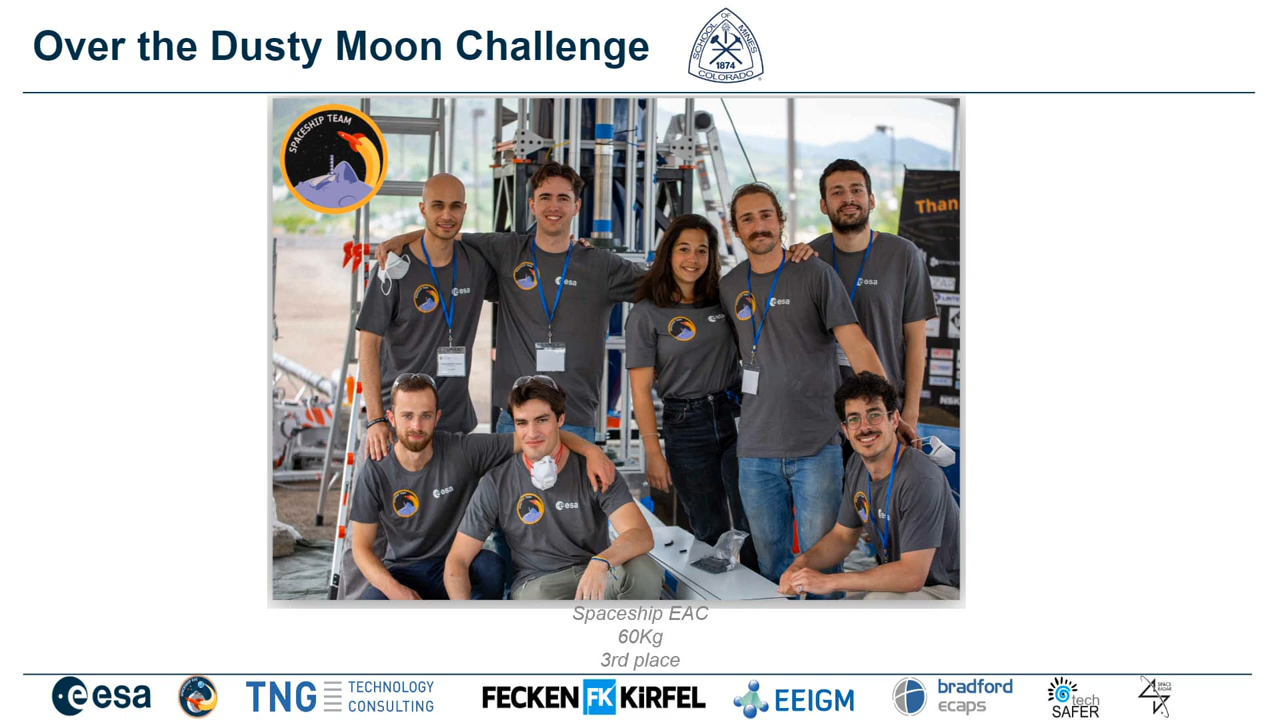 Over the Dusty Moon Challenge
SCHOOL OF MINES
1874
COLORADO
SPACESHIP TEAM
Than
esa
esa
esa
esa
esa
esa
NSK
Spaceship EAC
60Kg
3rd place
esa
TNG TECHNOLOGY CONSULTING
FECKEN FK KiRFEL
EEIGM
bradford ecaps
tech SAFER